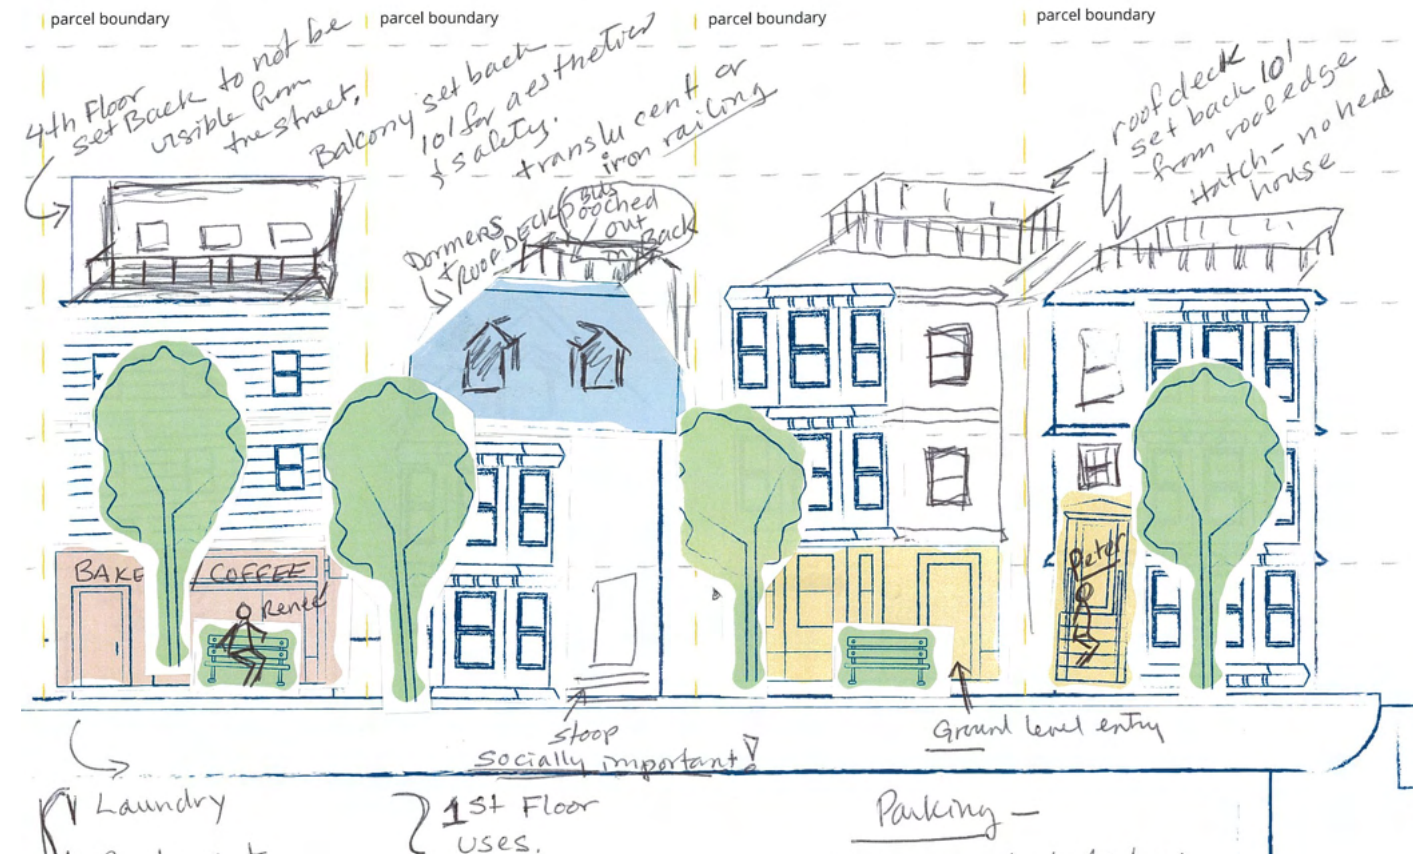 parcel boundary
parcel boundary
parcel boundary
parcel boundary
4th Floor
set Back to not be
visible from
the street.
Balcony set back
10' for aesthetics
& safety.
translucent or
iron railing
roof deck
set back 10'
from roof edge
Hatch - no head
house
Dormers
+ ROOF DECK
Bldg
pooched
out
in Back
BAKE
COFFEE
Renee
Peter
stoop
Socially important!
Ground level entry
Laundry
1st Floor
uses.
Parking -